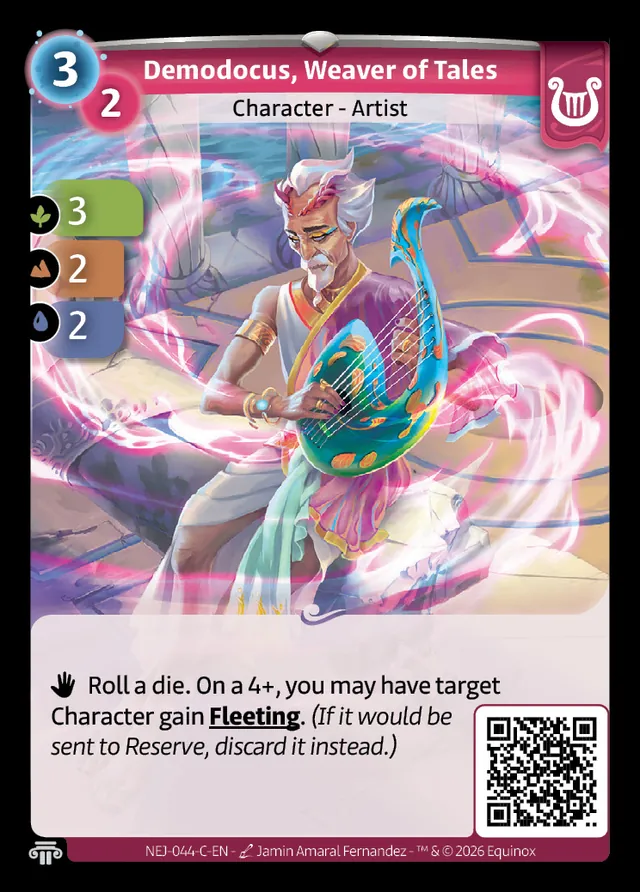 3
2
Demodocus, Weaver of Tales
Character - Artist
3
2
2
Roll a die. On a 4+, you may have target
Character gain Fleeting. (If it would be
sent to Reserve, discard it instead.)
NEJ-044-C-EN - Jamin Amaral Fernandez - ™ & © 2026 Equinox